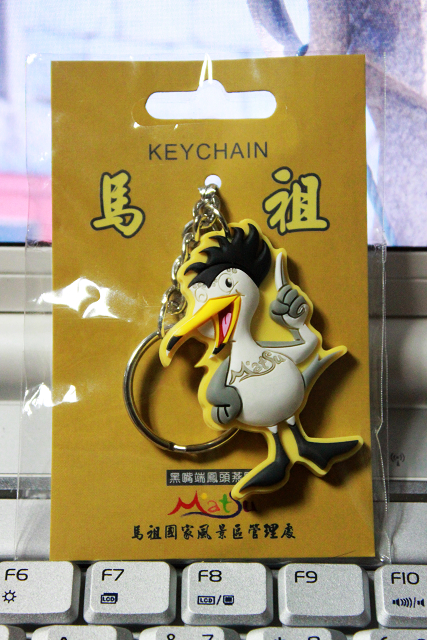 KEYCHAIN
馬祖
Matsu
黑嘴端鳳頭燕
Matsu
馬祖國家風景區管理處
F6 F7 F8 F9 F10
LCD LCD/